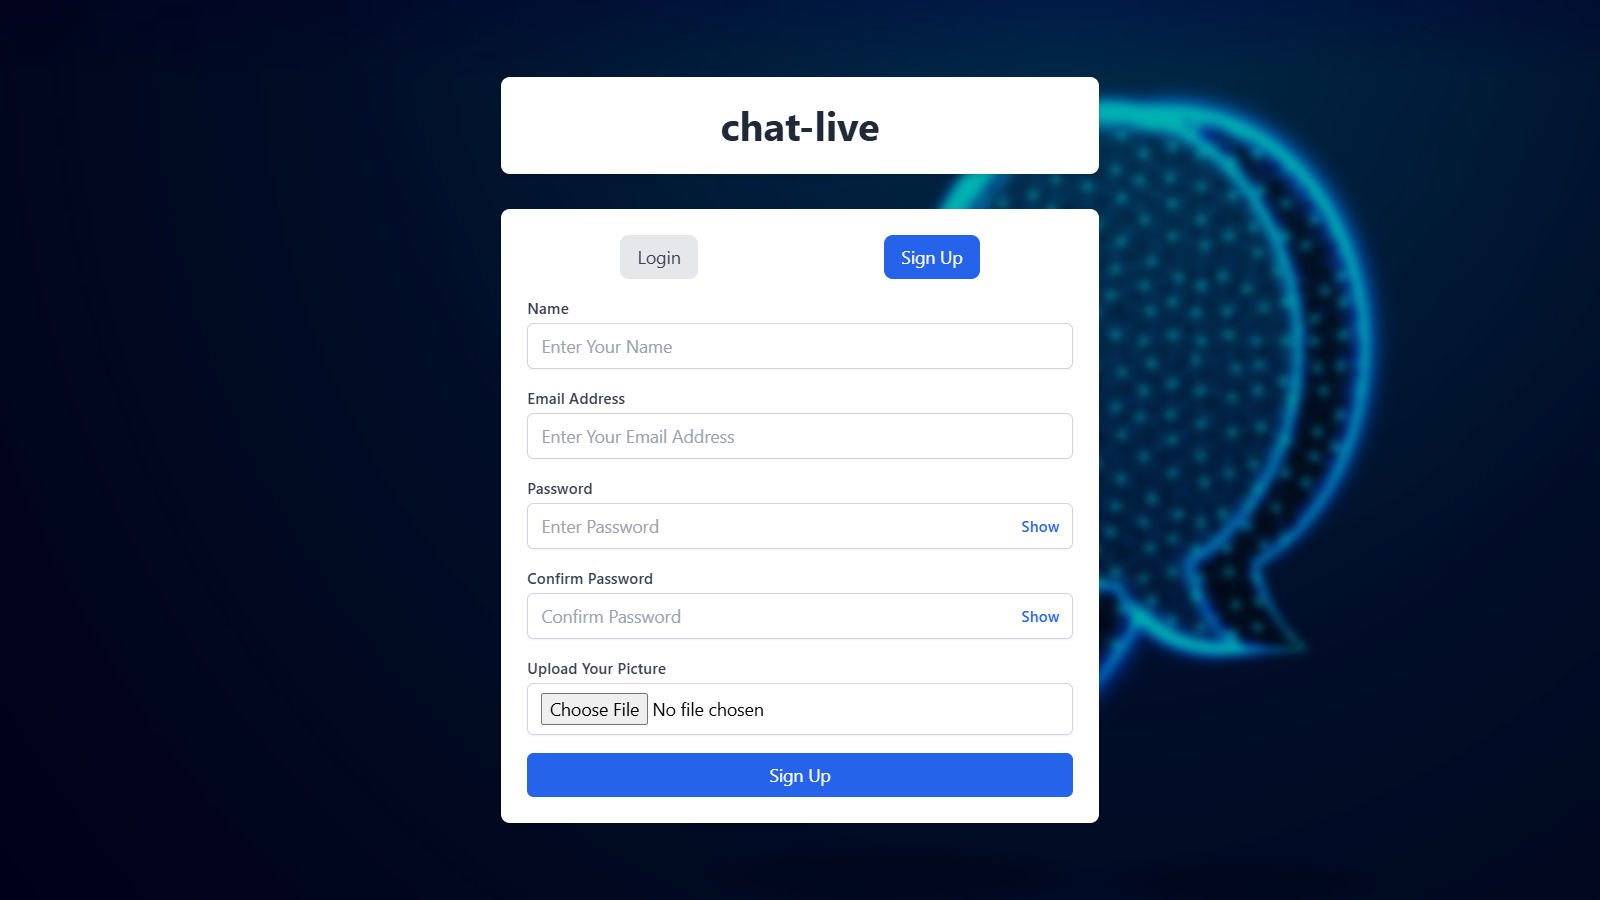 chat-live
Login
Sign Up
Name
Enter Your Name
Email Address
Enter Your Email Address
Password
Enter Password
Show
Confirm Password
Confirm Password
Show
Upload Your Picture
Choose File No file chosen
Sign Up